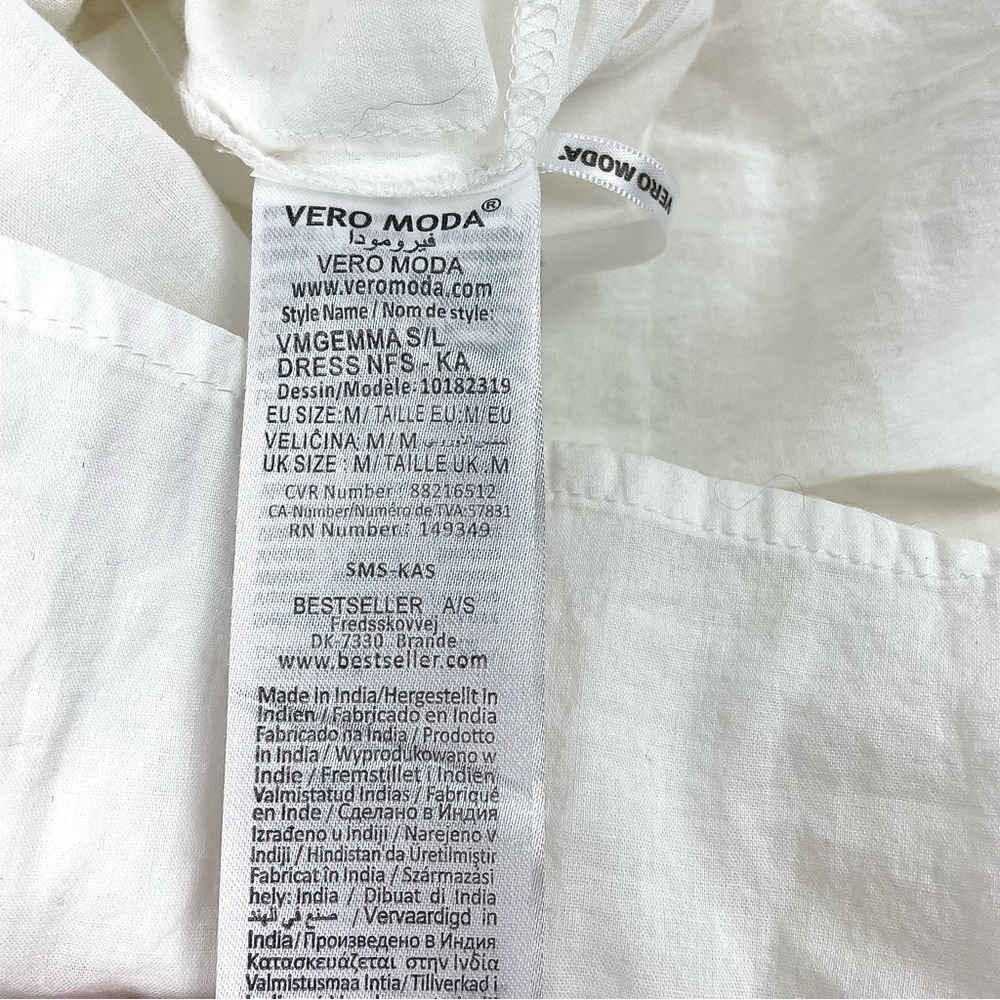 VERO MODA®
فيرومودا
VERO MODA
www.veromoda.com
Style Name / Nom de style:
VMGEMMA S/L
DRESS NFS - KA
Dessin/Modèle 10182319
EU SIZE:M/ TAILLE EU:M/ EU
VELIČINA M/ M
UK SIZE : M/ TAILLE UK :M
CVR Number : 88216512
CA-Number/Numéro de TVA:57831
RN Number : 149349
SMS-KAS
BESTSELLER A/S
Fredsskovvej
DK-7330 Brande
www.bestseller.com
Made in India/Hergestellt in
Indien / Fabricado en India
Fabricado na India / Prodotto
in India / Wyprodukowano w
Indie / Fremstillet i Indien
Valmistatud Indias / Fabriqué
en Inde / Сделано в Индия
Izrađeno u Indiji / Narejeno v
Indiji / Hindistan da Üretilmiştir
Fabricat în India / Szarmazasi
hely: India / Dibuat di India
صنع في الهند / Vervaardigd in
India/ Произведено в Индия
Κατασκευάζεται στην Ινδία
Valmistusmaa Intia/ Tillverkad i
VERO MODA